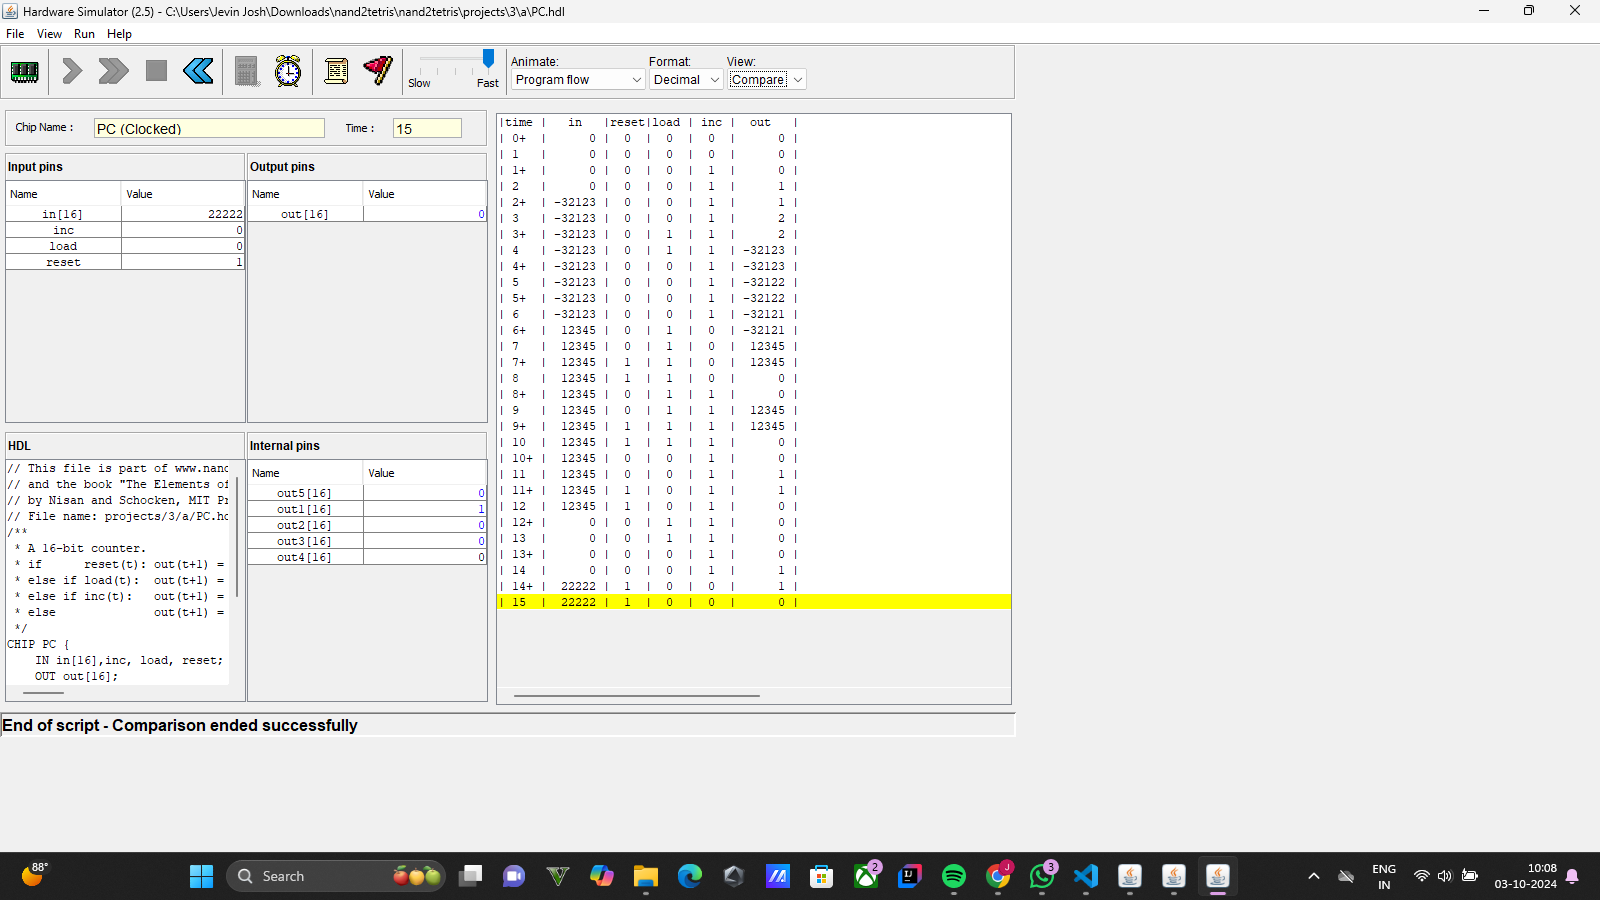 Hardware Simulator (2.5) - C:\Users\Jevin Josh\Downloads\nand2tetris\nand2tetris\projects\3\a\PC.hdl
File View Run Help
Slow Fast
Animate: Format: View:
Program flow Decimal Compare
Chip Name : PC (Clocked) Time : 15
Input pins
Name Value
in[16] 22222
inc 0
load 0
reset 1
Output pins
Name Value
out[16] 0
HDL
// This file is part of www.nand
// and the book "The Elements of
// by Nisan and Schocken, MIT Pr
// File name: projects/3/a/PC.hd
/**
* A 16-bit counter.
* if reset(t): out(t+1) =
* else if load(t): out(t+1) =
* else if inc(t): out(t+1) =
* else out(t+1) =
*/
CHIP PC {
IN in[16],inc, load, reset;
OUT out[16];
Internal pins
Name Value
out5[16] 0
out1[16] 1
out2[16] 0
out3[16] 0
out4[16] 0
|time | in |reset|load | inc | out |
| 0+ | 0 | 0 | 0 | 0 | 0 |
| 1 | 0 | 0 | 0 | 0 | 0 |
| 1+ | 0 | 0 | 0 | 1 | 0 |
| 2 | 0 | 0 | 0 | 1 | 1 |
| 2+ | -32123 | 0 | 0 | 1 | 1 |
| 3 | -32123 | 0 | 0 | 1 | 2 |
| 3+ | -32123 | 0 | 1 | 1 | 2 |
| 4 | -32123 | 0 | 1 | 1 | -32123 |
| 4+ | -32123 | 0 | 0 | 1 | -32123 |
| 5 | -32123 | 0 | 0 | 1 | -32122 |
| 5+ | -32123 | 0 | 0 | 1 | -32122 |
| 6 | -32123 | 0 | 0 | 1 | -32121 |
| 6+ | 12345 | 0 | 1 | 0 | -32121 |
| 7 | 12345 | 0 | 1 | 0 | 12345 |
| 7+ | 12345 | 1 | 1 | 0 | 12345 |
| 8 | 12345 | 1 | 1 | 0 | 0 |
| 8+ | 12345 | 0 | 1 | 1 | 0 |
| 9 | 12345 | 0 | 1 | 1 | 12345 |
| 9+ | 12345 | 1 | 1 | 1 | 12345 |
| 10 | 12345 | 1 | 1 | 1 | 0 |
| 10+ | 12345 | 0 | 0 | 1 | 0 |
| 11 | 12345 | 0 | 0 | 1 | 1 |
| 11+ | 12345 | 1 | 0 | 1 | 1 |
| 12 | 12345 | 1 | 0 | 1 | 0 |
| 12+ | 0 | 0 | 1 | 1 | 0 |
| 13 | 0 | 0 | 1 | 1 | 0 |
| 13+ | 0 | 0 | 0 | 1 | 0 |
| 14 | 0 | 0 | 0 | 1 | 1 |
| 14+ | 22222 | 1 | 0 | 0 | 1 |
| 15 | 22222 | 1 | 0 | 0 | 0 |
End of script - Comparison ended successfully
88°
Search
2
J
3
ENG
IN
10:08
03-10-2024